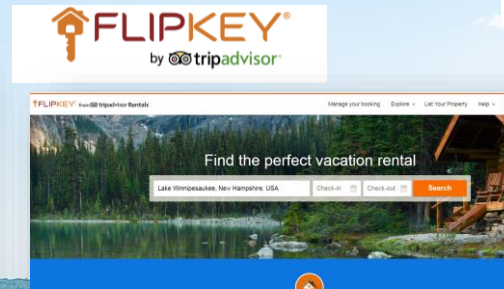 FLIPKEY®
by tripadvisor®
FLIPKEY from tripadvisor Rentals
Manage your booking Explore List Your Property Help
Find the perfect vacation rental
Lake Winnipesaukee, New Hampshire, USA Check-in Check-out Search